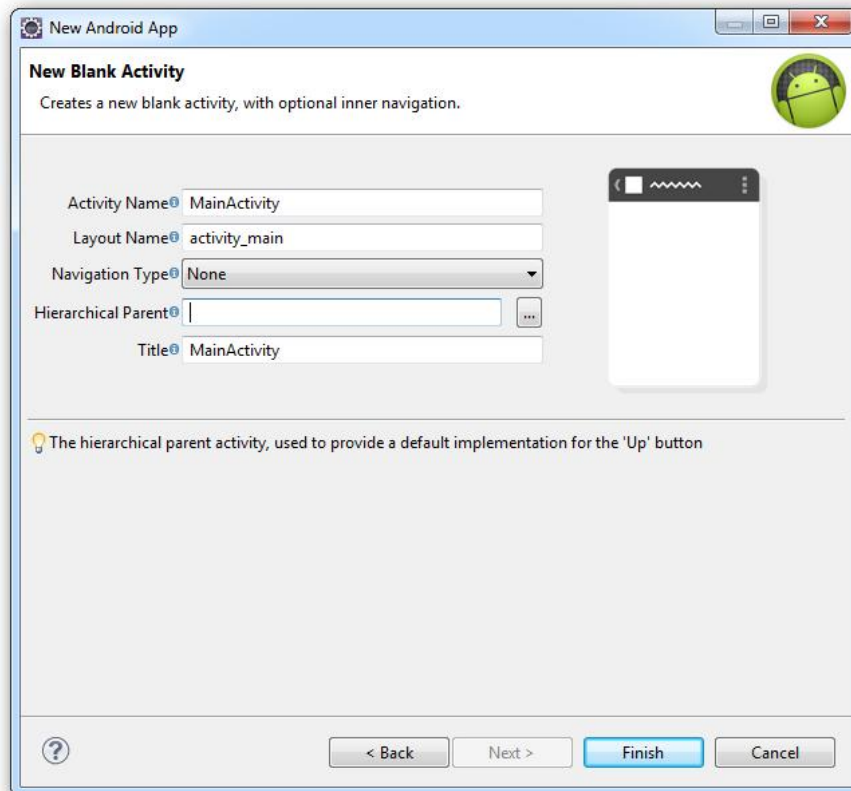 New Android App
New Blank Activity
Creates a new blank activity, with optional inner navigation.
Activity Name MainActivity
Layout Name activity_main
Navigation Type None
Hierarchical Parent ...
Title MainActivity
The hierarchical parent activity, used to provide a default implementation for the 'Up' button
? < Back Next > Finish Cancel